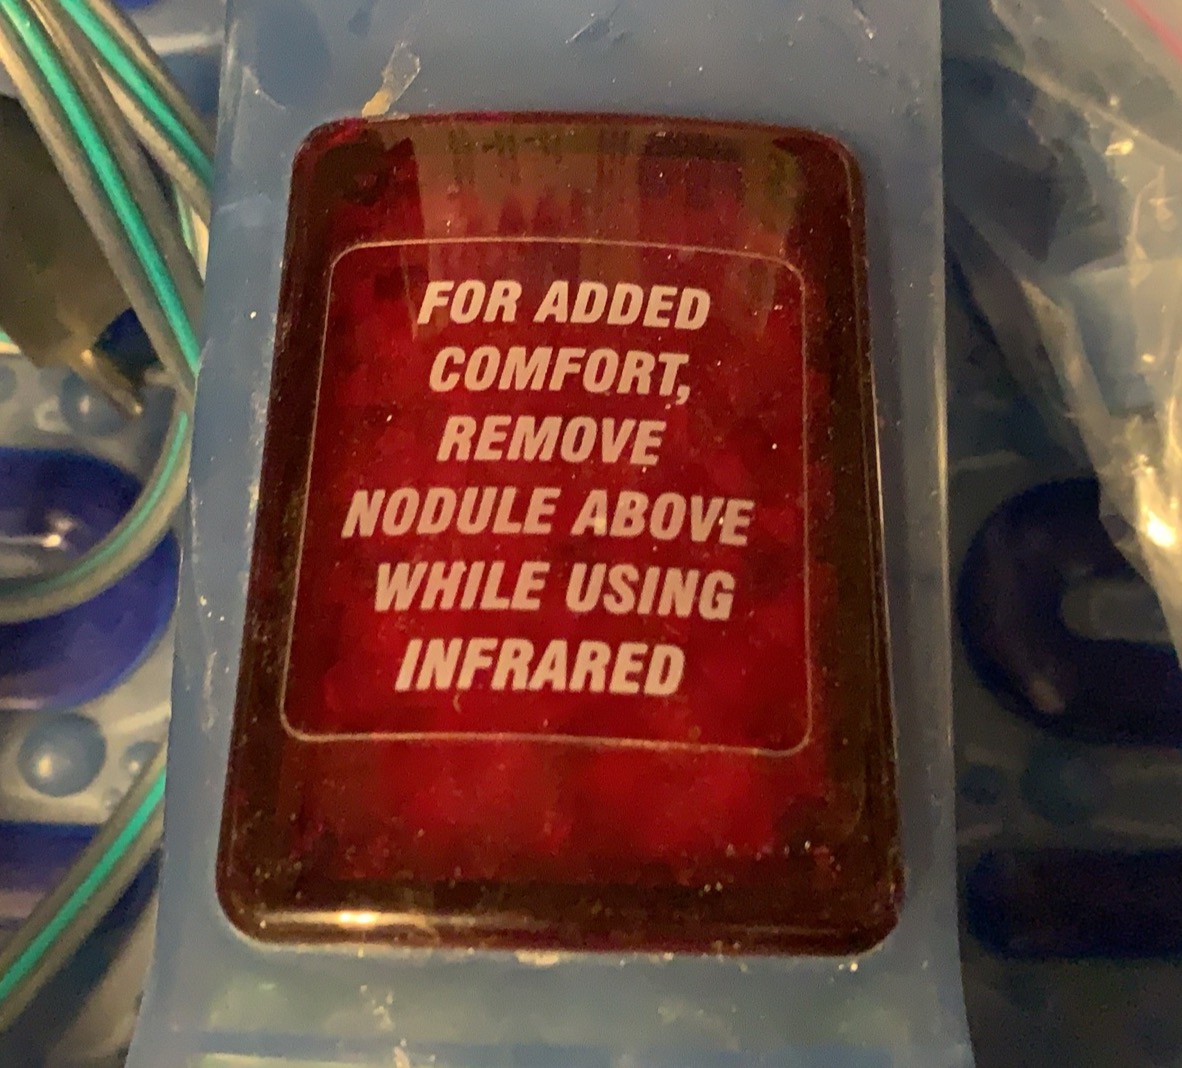 FOR ADDED
COMFORT,
REMOVE
NODULE ABOVE
WHILE USING
INFRARED